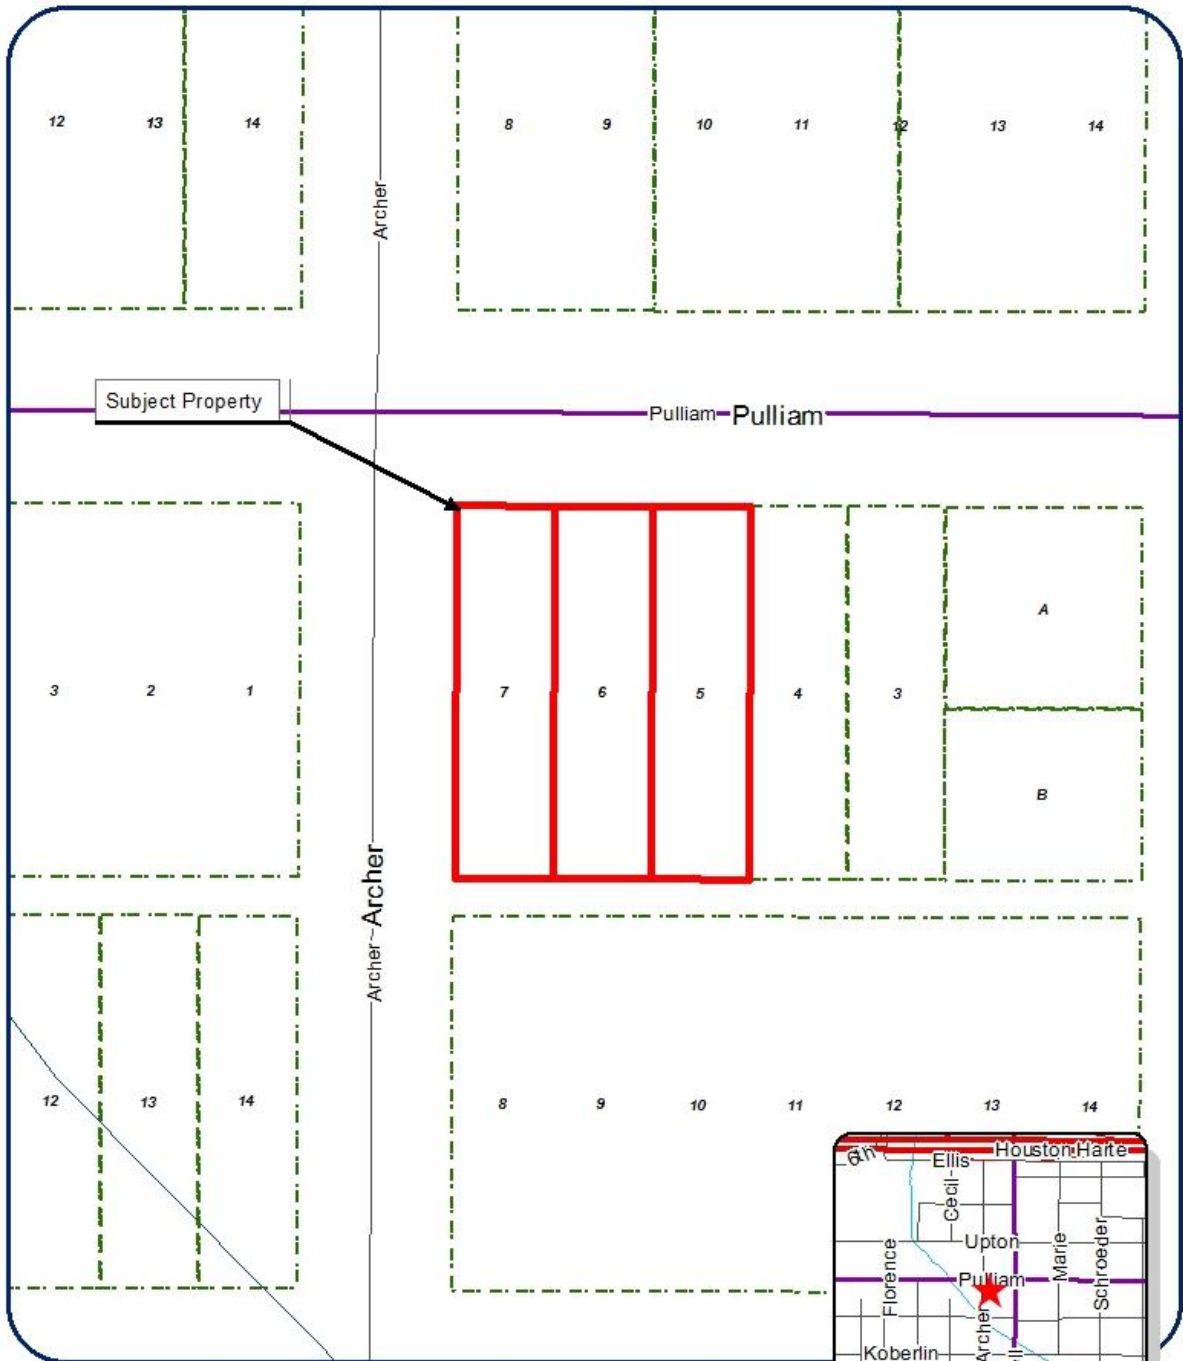 12 13 14 8 9 10 11 12 13 14
Archer
Subject Property
Pulliam Pulliam
A
3 2 1 7 6 5 4 3
B
Archer
Archer
12 13 14 8 9 10 11 12 13 14
6th Ellis Houston Harte
Cecil
Upton
Florence
Marie
Schroeder
Pulliam
Archer
Koberlin